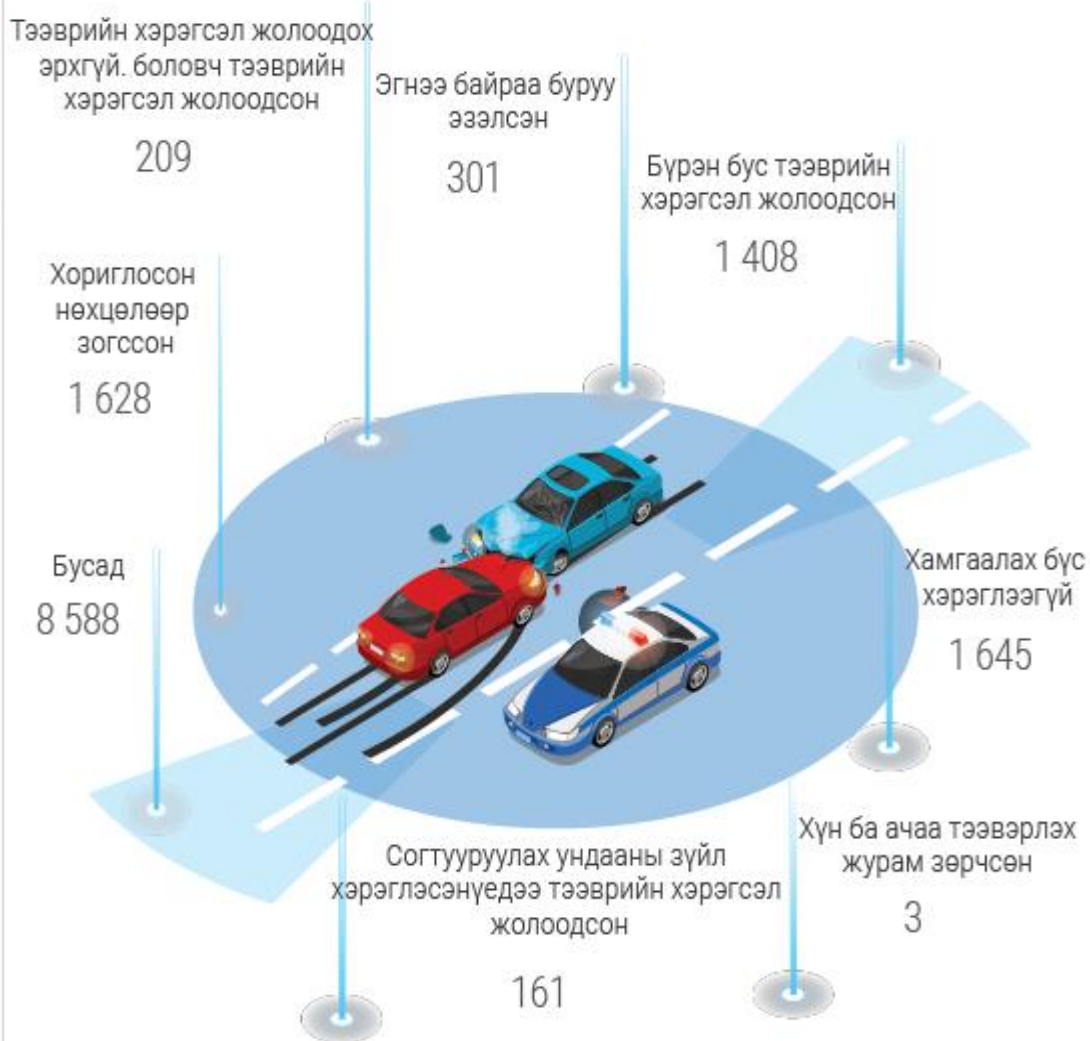 Тээврийн хэрэгсэл жолоодох
эрхгүй. боловч тээврийн
хэрэгсэл жолоодсон
209
Эгнээ байраа буруу
эзэлсэн
301
Бүрэн бус тээврийн
хэрэгсэл жолоодсон
1 408
Хориглосон
нөхцөлөөр
зогссон
1 628
Бусад
8 588
Хамгаалах бүс
хэрэглээгүй
1 645
Согтууруулах ундааны зүйл
хэрэглэсэнүедээ тээврийн хэрэгсэл
жолоодсон
161
Хүн ба ачаа тээвэрлэх
журам зөрчсөн
3